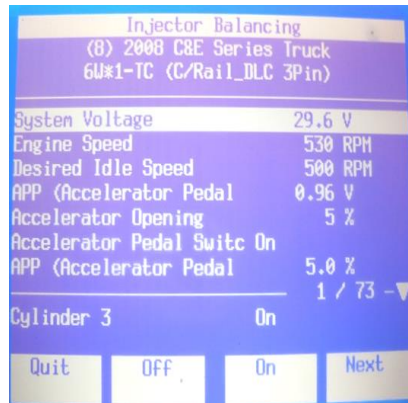 Injector Balancing
(8) 2008 C&E Series Truck
6W*1-TC (C/Rail_DLC 3Pin)
System Voltage 29.6 V
Engine Speed 530 RPM
Desired Idle Speed 500 RPM
APP (Accelerator Pedal 0.96 V
Accelerator Opening 5 %
Accelerator Pedal Switc On
APP (Accelerator Pedal 5.0 %
1 / 73 -
Cylinder 3 On
Quit Off On Next